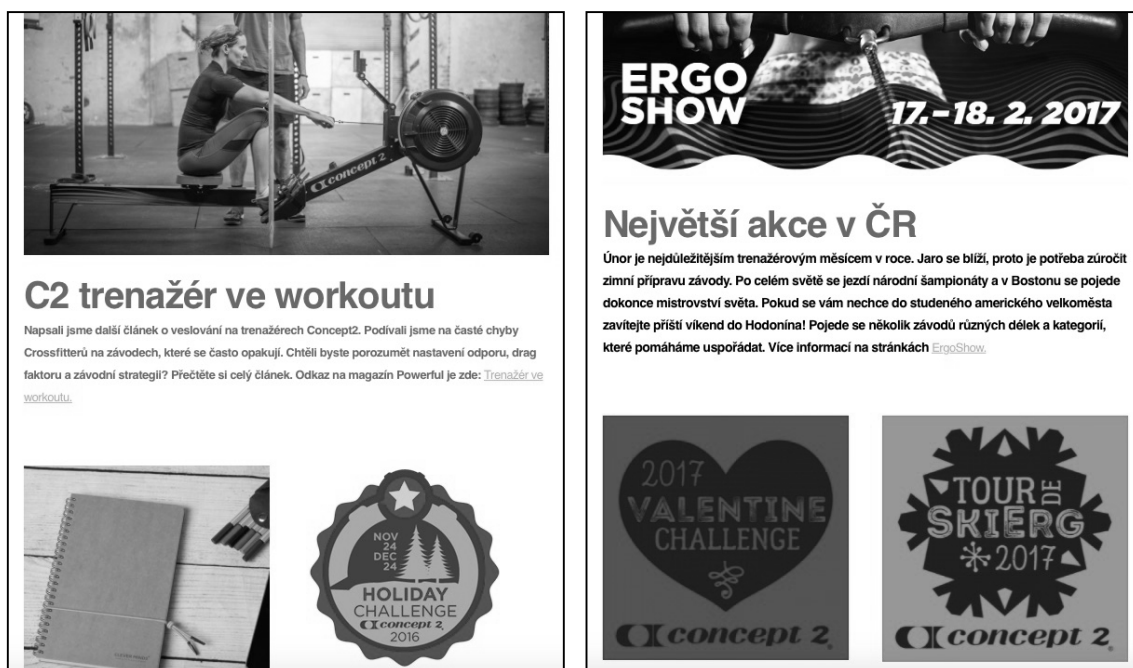 concept 2
C2 trenažér ve workoutu
Napsali jsme další článek o veslování na trenažérech Concept2. Podívali jsme na časté chyby
Crossfitterů na závodech, které se často opakují. Chtěli byste porozumět nastavení odporu, drag
faktoru a závodní strategii? Přečtěte si celý článek. Odkaz na magazín Powerful je zde: Trenažér ve
workoutu.
NOV
24
DEC
24
HOLIDAY
CHALLENGE
concept 2
2016
ERGO
SHOW
17.–18. 2. 2017
Největší akce v ČR
Únor je nejdůležitějším trenažérovým měsícem v roce. Jaro se blíží, proto je potřeba zúročit
zimní přípravu závody. Po celém světě se jezdí národní šampionáty a v Bostonu se pojede
dokonce mistrovství světa. Pokud se vám nechce do studeného amerického velkoměsta
zavítejte příští víkend do Hodonína! Pojede se několik závodů různých délek a kategorií,
které pomáháme uspořádat. Více informací na stránkách ErgoShow.
2017
VALENTINE
CHALLENGE
concept 2
TOUR DE
SKIERG
2017
concept 2